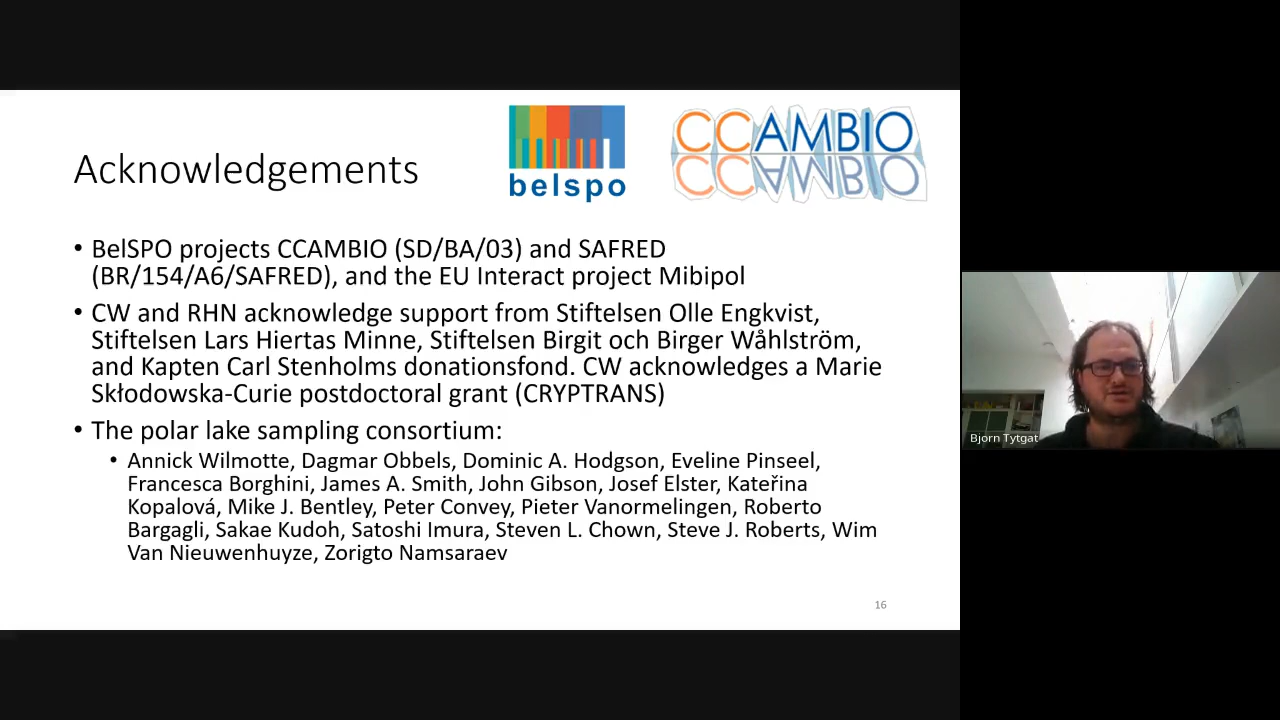 belspo
CCAMBIO
CCAMBIO
Acknowledgements
• BelSPO projects CCAMBIO (SD/BA/03) and SAFRED
(BR/154/A6/SAFRED), and the EU Interact project Mibipol
• CW and RHN acknowledge support from Stiftelsen Olle Engkvist,
Stiftelsen Lars Hiertas Minne, Stiftelsen Birgit och Birger Wåhlström,
and Kapten Carl Stenholms donationsfond. CW acknowledges a Marie
Skłodowska-Curie postdoctoral grant (CRYPTRANS)
• The polar lake sampling consortium:
• Annick Wilmotte, Dagmar Obbels, Dominic A. Hodgson, Eveline Pinseel,
Francesca Borghini, James A. Smith, John Gibson, Josef Elster, Kateřina
Kopalová, Mike J. Bentley, Peter Convey, Pieter Vanormelingen, Roberto
Bargagli, Sakae Kudoh, Satoshi Imura, Steven L. Chown, Steve J. Roberts, Wim
Van Nieuwenhuyze, Zorigto Namsaraev
16
Bjorn Tytgat